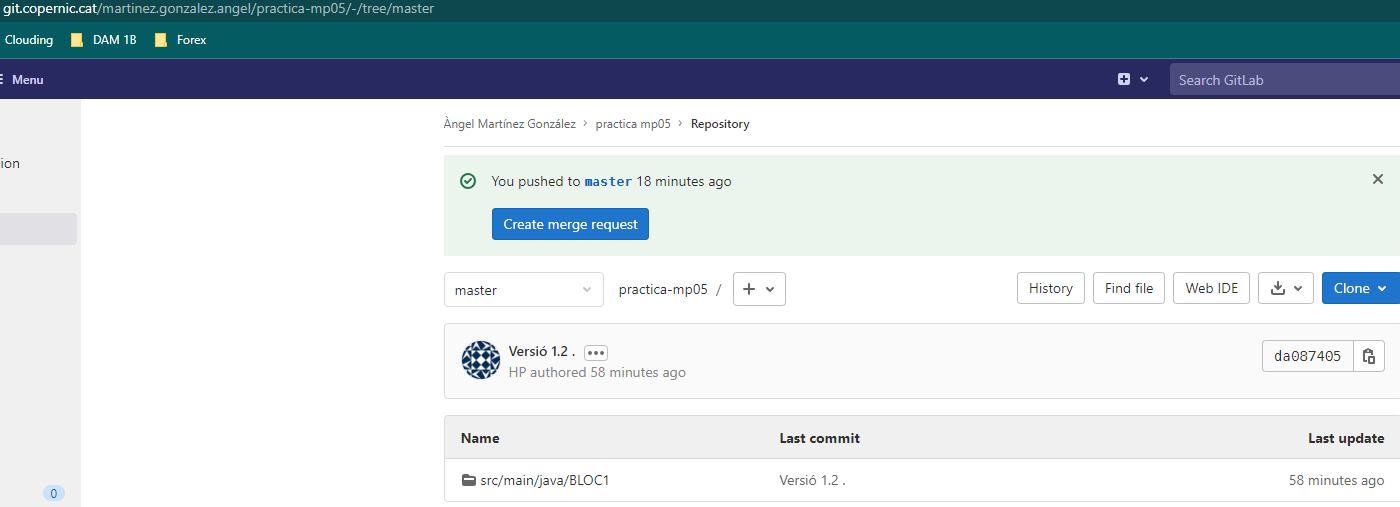 git.copernic.cat/martinez.gonzalez.angel/practica-mp05/-/tree/master
Clouding DAM 1B Forex
Menu Search GitLab
Àngel Martínez González › practica mp05 › Repository
ion
You pushed to master 18 minutes ago
Create merge request
master practica-mp05 / + History Find file Web IDE Clone
Versió 1.2 . da087405
HP authored 58 minutes ago
Name Last commit Last update
src/main/java/BLOC1 Versió 1.2 . 58 minutes ago
0